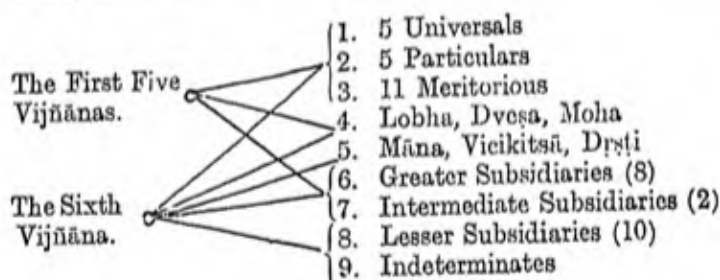 1. 5 Universals
2. 5 Particulars
3. 11 Meritorious
The First Five
Vijñānas.
4. Lobha, Dveṣa, Moha
5. Māna, Vicikitsā, Dṛṣṭi
6. Greater Subsidiaries (8)
7. Intermediate Subsidiaries (2)
The Sixth
Vijñāna.
8. Lesser Subsidiaries (10)
9. Indeterminates